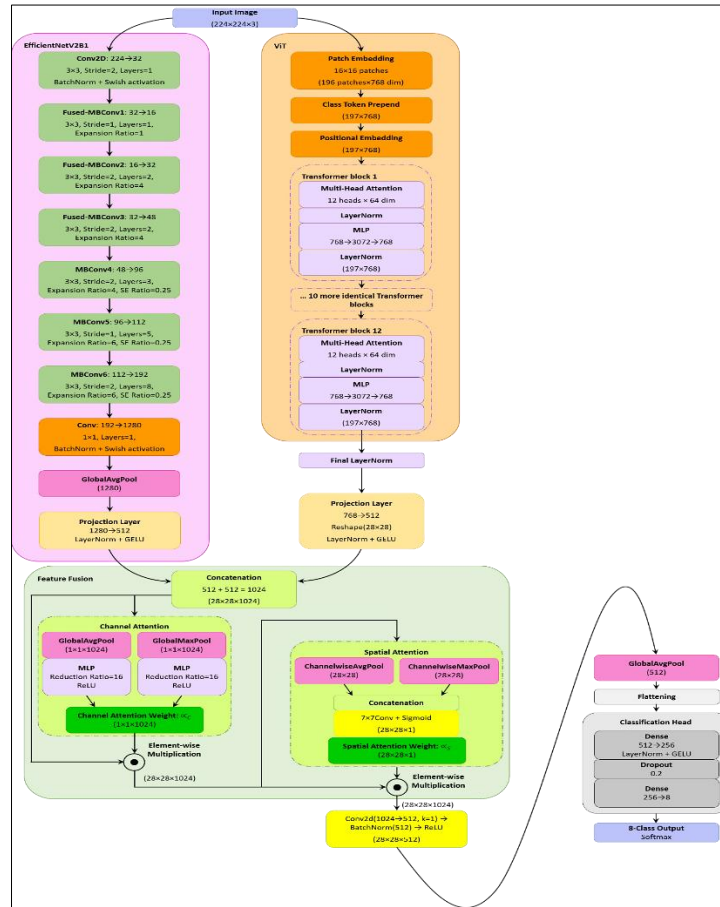 Input Image
(224×224×3)
EfficientNetV2B1
Conv2D: 224→32
3×3, Stride=2, Layers=1
BatchNorm + Swish activation
Fused-MBConv1: 32→16
3×3, Stride=1, Layers=1,
Expansion Ratio=1
Fused-MBConv2: 16→32
3×3, Stride=2, Layers=2,
Expansion Ratio=4
Fused-MBConv3: 32→48
3×3, Stride=2, Layers=2,
Expansion Ratio=4
MBConv4: 48→96
3×3, Stride=2, Layers=3,
Expansion Ratio=4, SE Ratio=0.25
MBConv5: 96→112
3×3, Stride=1, Layers=5,
Expansion Ratio=6, SE Ratio=0.25
MBConv6: 112→192
3×3, Stride=2, Layers=8,
Expansion Ratio=6, SE Ratio=0.25
Conv: 192→1280
1×1, Layers=1,
BatchNorm + Swish activation
GlobalAvgPool
(1280)
Projection Layer
1280→512
LayerNorm + GELU
ViT
Patch Embedding
16×16 patches
(196 patches×768 dim)
Class Token Prepend
(197×768)
Positional Embedding
(197×768)
Transformer block 1
Multi-Head Attention
12 heads × 64 dim
LayerNorm
MLP
768→3072→768
LayerNorm
(197×768)
... 10 more identical Transformer
blocks
Transformer block 12
Multi-Head Attention
12 heads × 64 dim
LayerNorm
MLP
768→3072→768
LayerNorm
(197×768)
Final LayerNorm
Projection Layer
768→512
Reshape(28×28)
LayerNorm + GELU
Feature Fusion
Concatenation
512 + 512 = 1024
(28×28×1024)
Channel Attention
GlobalAvgPool
(1×1×1024)
GlobalMaxPool
(1×1×1024)
MLP
Reduction Ratio=16
ReLU
MLP
Reduction Ratio=16
ReLU
Channel Attention Weight: ∝c
(1×1×1024)
Element-wise
Multiplication
(28×28×1024)
Spatial Attention
ChannelwiseAvgPool
(28×28)
ChannelwiseMaxPool
(28×28)
Concatenation
7×7Conv + Sigmoid
(28×28×1)
Spatial Attention Weight: ∝s
(28×28×1)
Element-wise
Multiplication
(28×28×1024)
Conv2d(1024→512, k=1) →
BatchNorm(512) → ReLU
(28×28×512)
GlobalAvgPool
(512)
Flattening
Classification Head
Dense
512→256
LayerNorm + GELU
Dropout
0.2
Dense
256→8
8-Class Output
Softmax